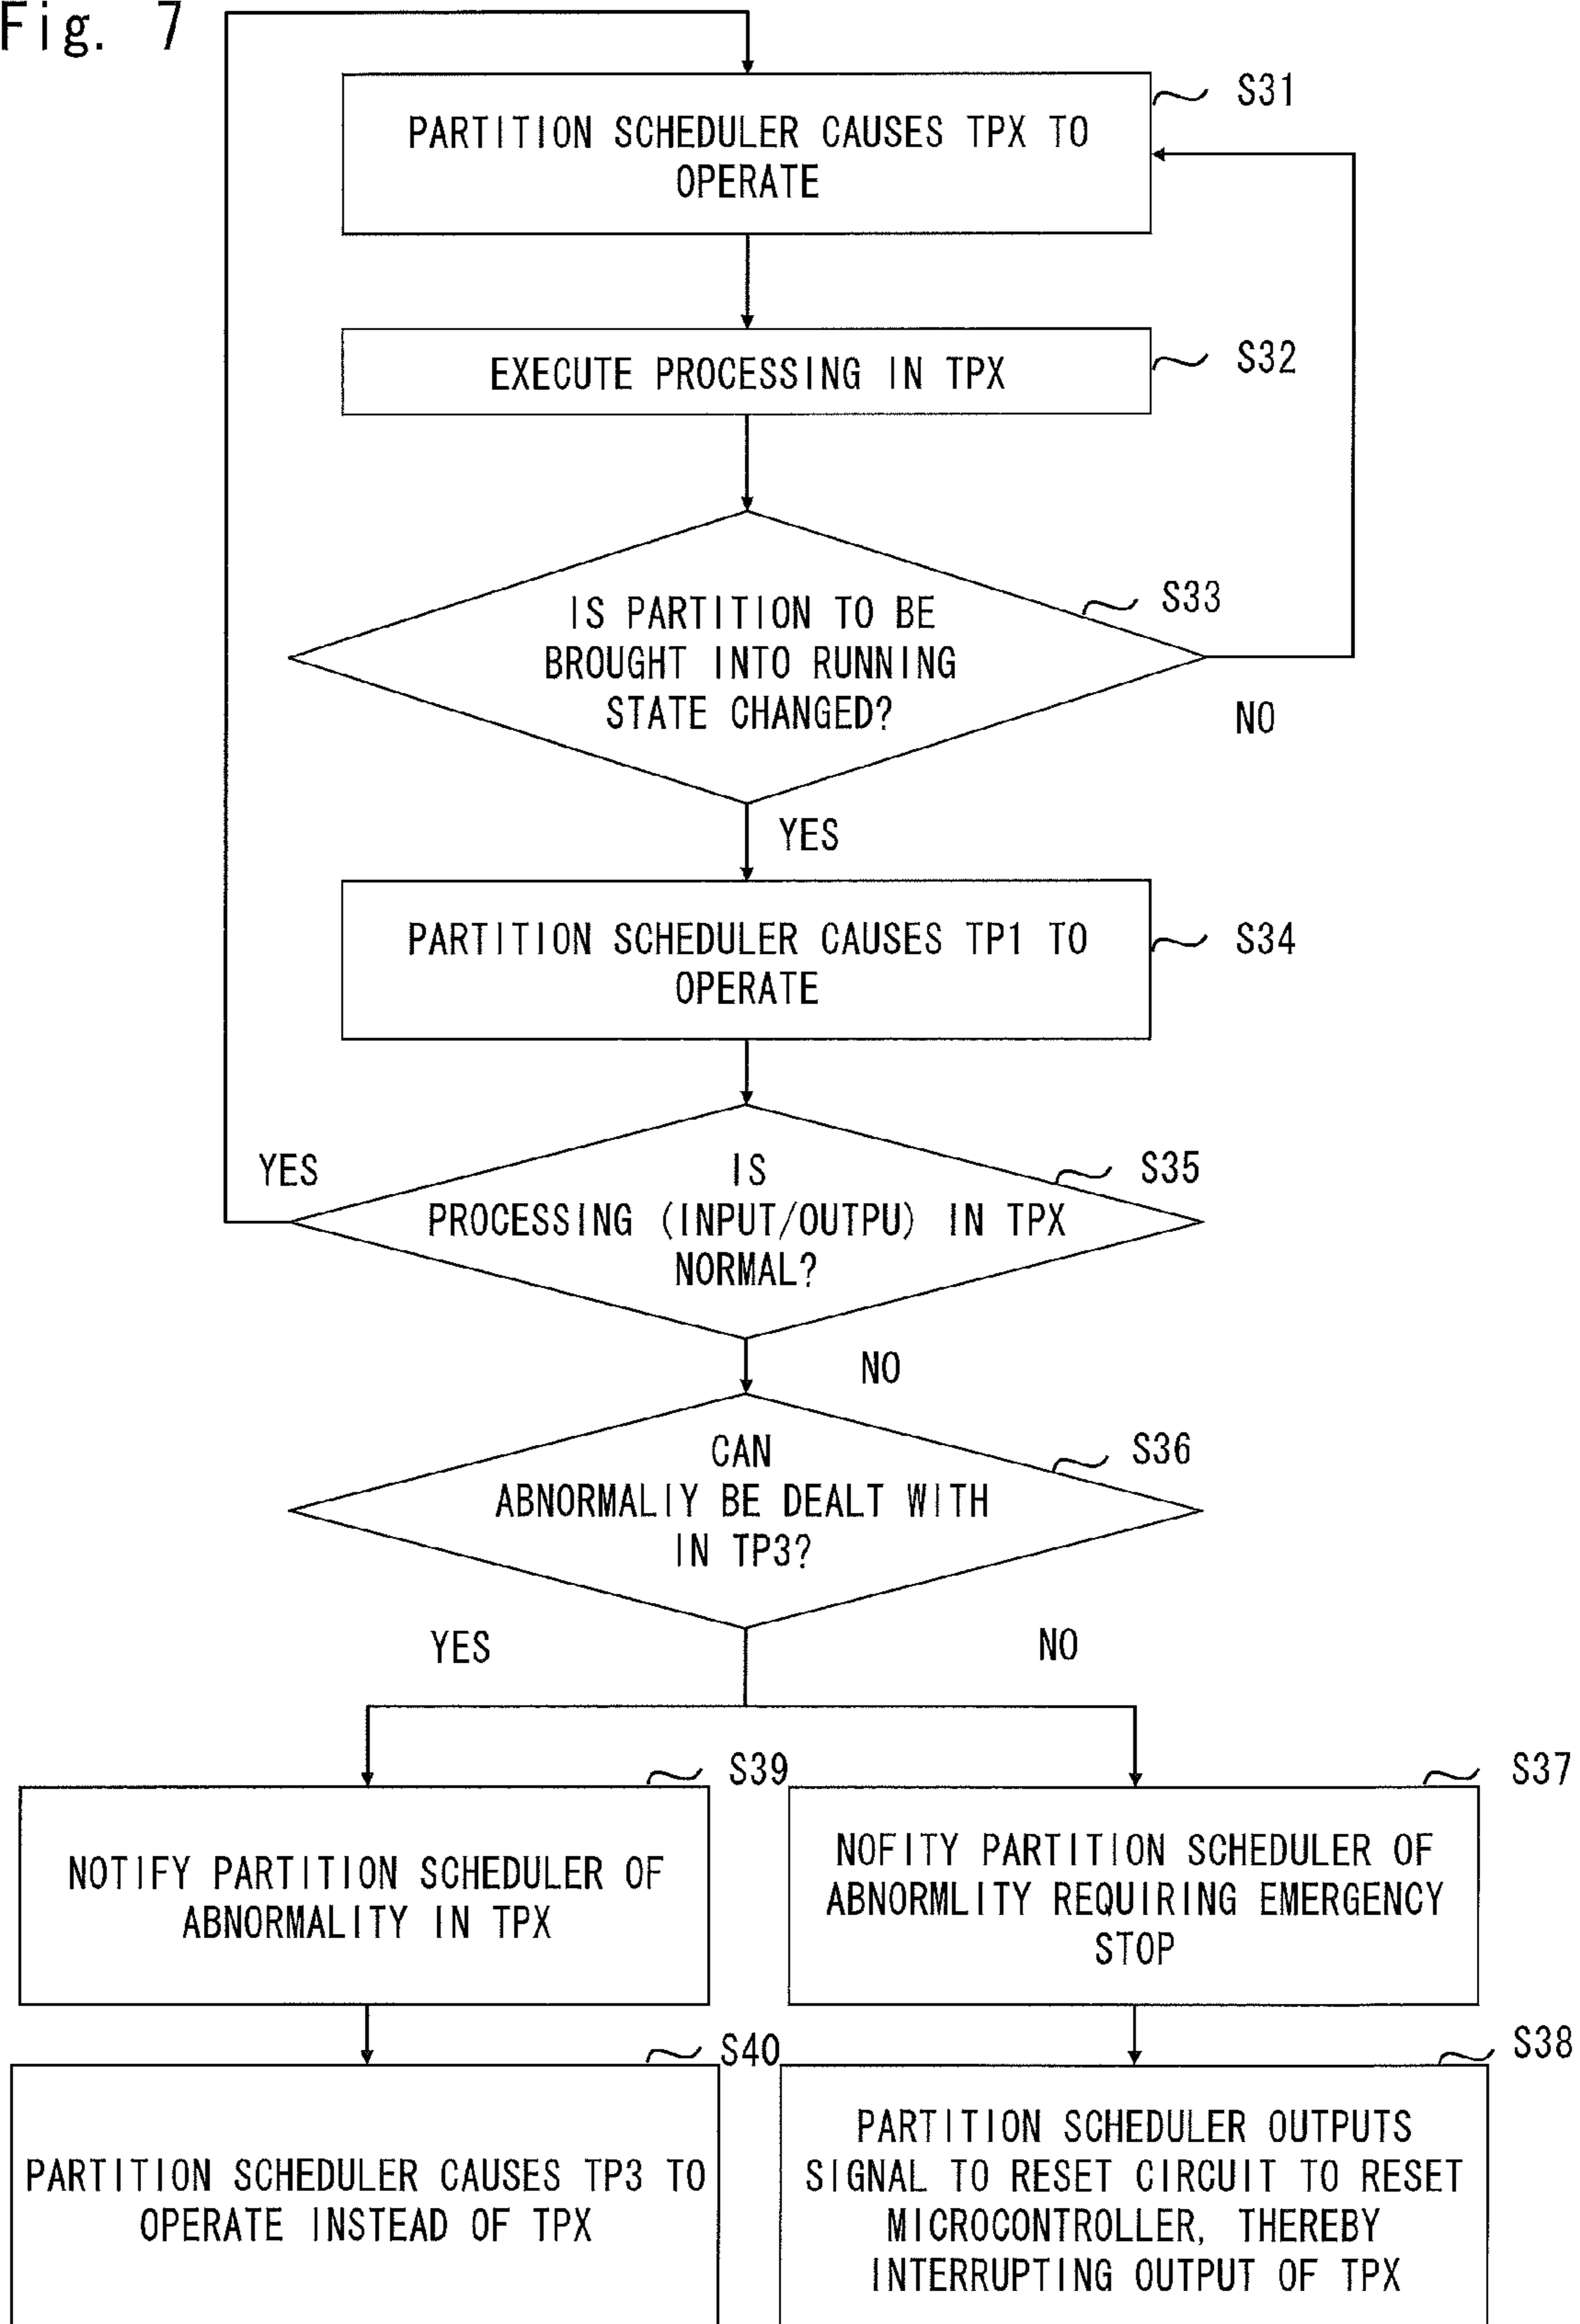 Fig. 7
S31
PARTITION SCHEDULER CAUSES TPX TO
OPERATE
EXECUTE PROCESSING IN TPX
S32
S33
IS PARTITION TO BE
BROUGHT INTO RUNNING
STATE CHANGED?
NO
YES
PARTITION SCHEDULER CAUSES TP1 TO
OPERATE
S34
YES
S35
IS
PROCESSING (INPUT/OUTPU) IN TPX
NORMAL?
NO
S36
CAN
ABNORMALIY BE DEALT WITH
IN TP3?
YES
NO
S39
NOTIFY PARTITION SCHEDULER OF
ABNORMALITY IN TPX
S37
NOFITY PARTITION SCHEDULER OF
ABNORMLITY REQUIRING EMERGENCY
STOP
S40
PARTITION SCHEDULER CAUSES TP3 TO
OPERATE INSTEAD OF TPX
S38
PARTITION SCHEDULER OUTPUTS
SIGNAL TO RESET CIRCUIT TO RESET
MICROCONTROLLER, THEREBY
INTERRUPTING OUTPUT OF TPX